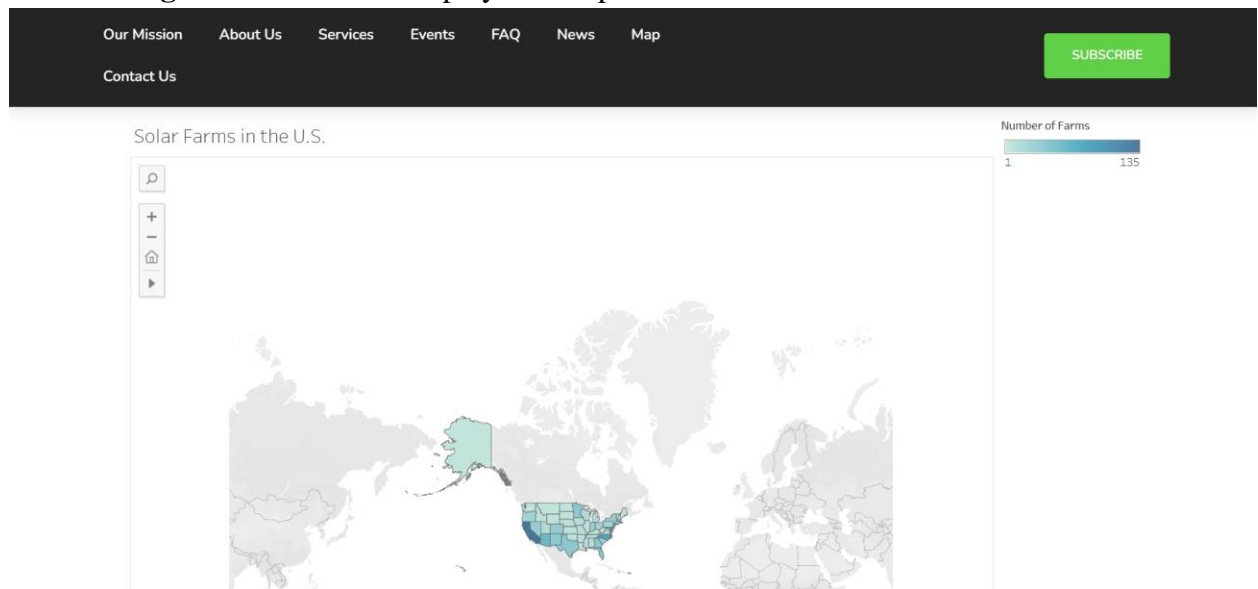 Our Mission About Us Services Events FAQ News Map
Contact Us
SUBSCRIBE
Solar Farms in the U.S.
Number of Farms
1 135